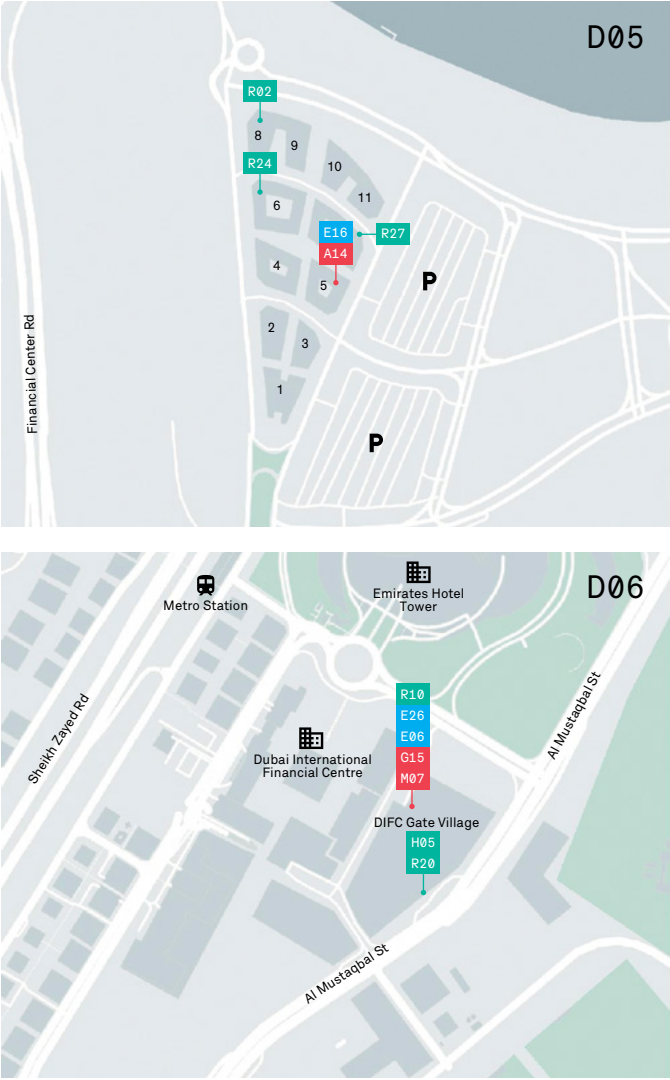 D05
R02
8
9
R24
10
6
11
E16
R27
A14
4
5
P
2
3
Financial Center Rd
1
P
D06
Metro Station
Emirates Hotel
Tower
R10
E26
E06
G15
M07
Al Mustaqbal St
Sheikh Zayed Rd
Dubai International
Financial Centre
DIFC Gate Village
H05
R20
Al Mustaqbal St